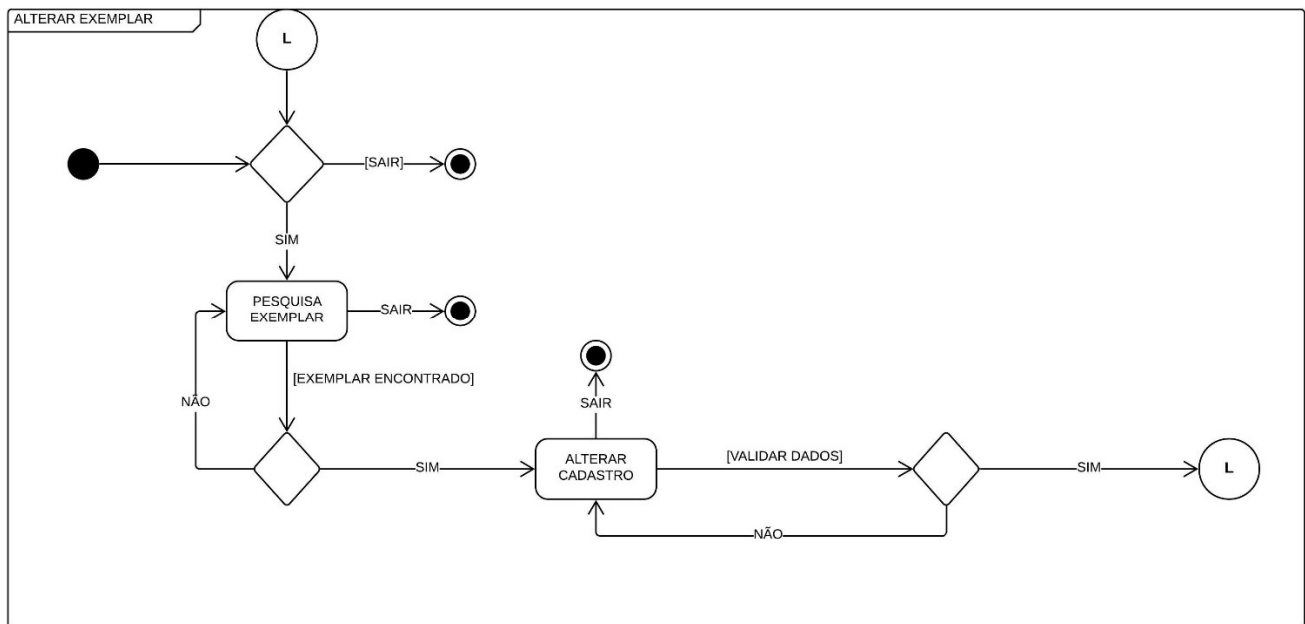 ALTERAR EXEMPLAR
L
[SAIR]
SIM
PESQUISA
EXEMPLAR
SAIR
[EXEMPLAR ENCONTRADO]
NÃO
SAIR
SIM
ALTERAR
CADASTRO
[VALIDAR DADOS]
SIM
L
NÃO